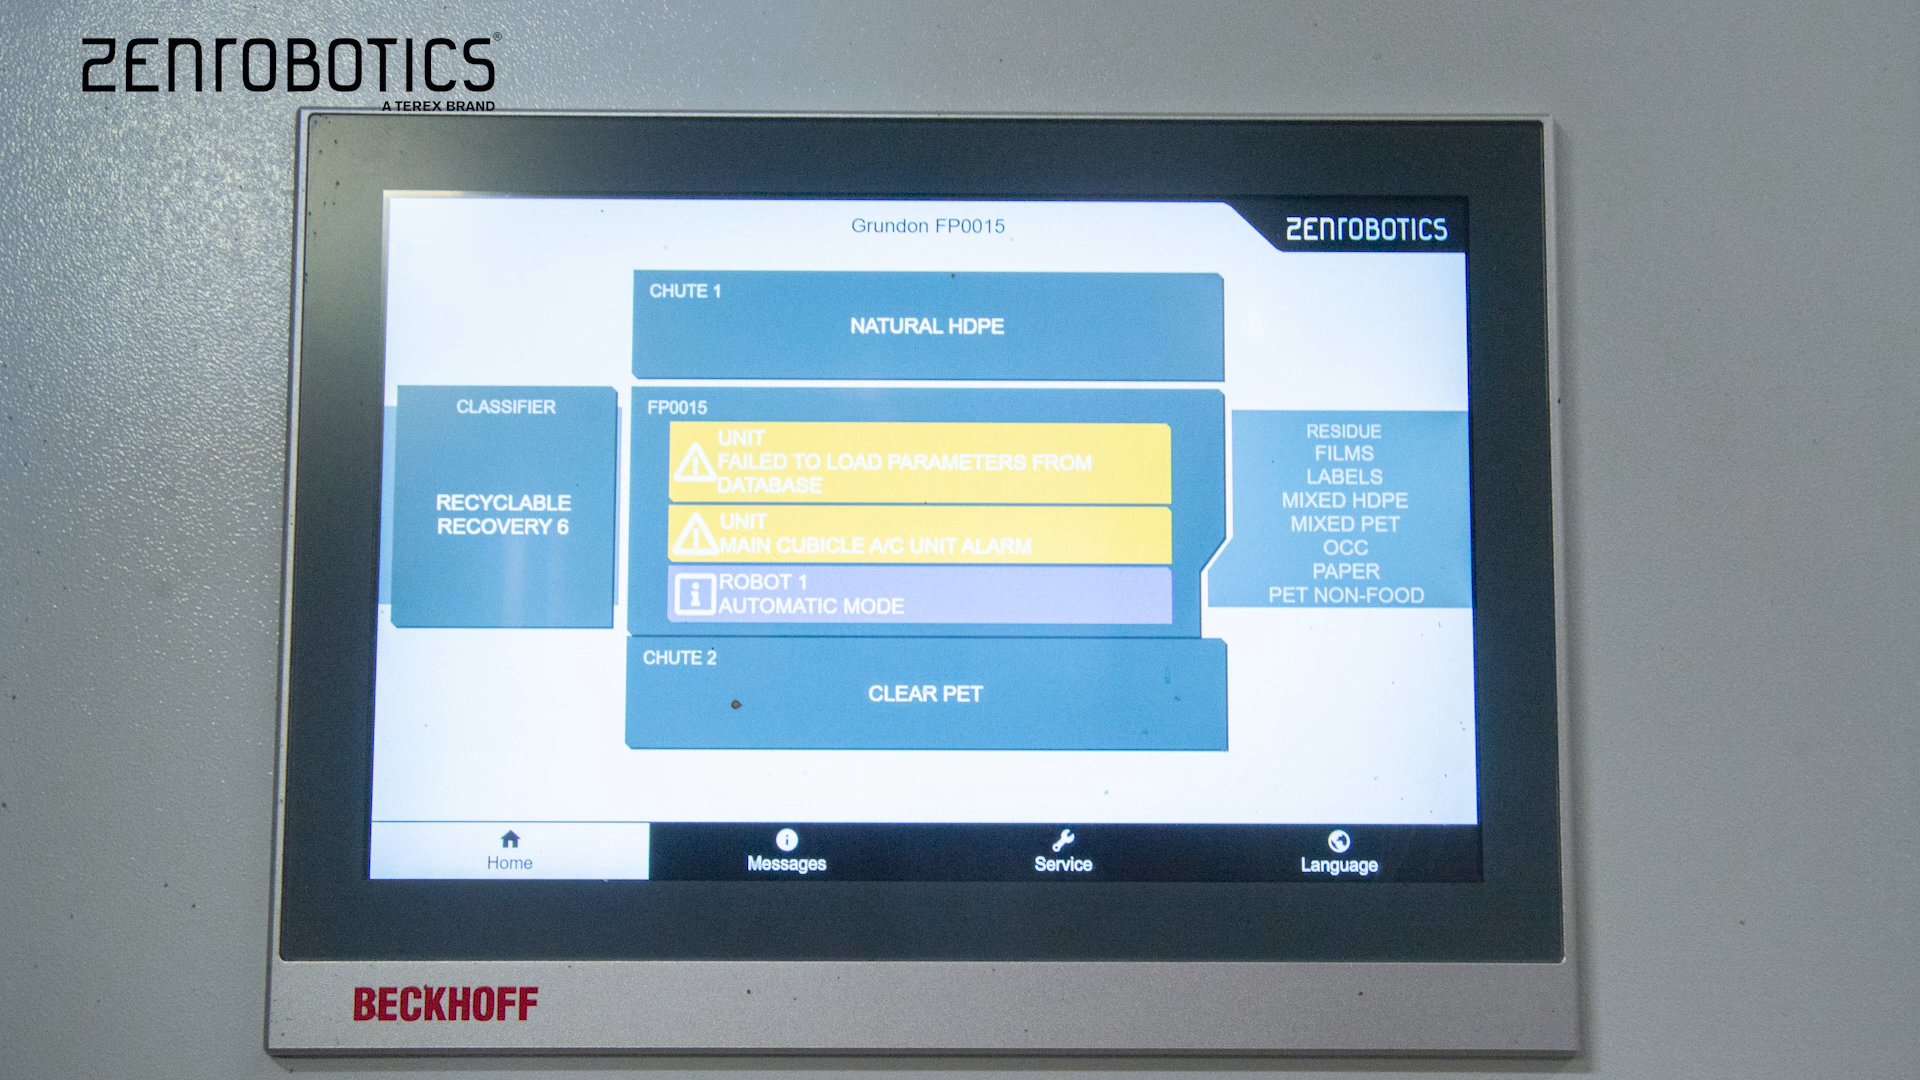 ZENROBOTICS®
A TEREX BRAND
Grundon FP0015
ZENROBOTICS
CHUTE 1
NATURAL HDPE
CLASSIFIER
RECYCLABLE
RECOVERY 6
FP0015
UNIT
FAILED TO LOAD PARAMETERS FROM
DATABASE
UNIT
MAIN CUBICLE A/C UNIT ALARM
ROBOT 1
AUTOMATIC MODE
RESIDUE
FILMS
LABELS
MIXED HDPE
MIXED PET
OCC
PAPER
PET NON-FOOD
CHUTE 2
CLEAR PET
Home
Messages
Service
Language
BECKHOFF